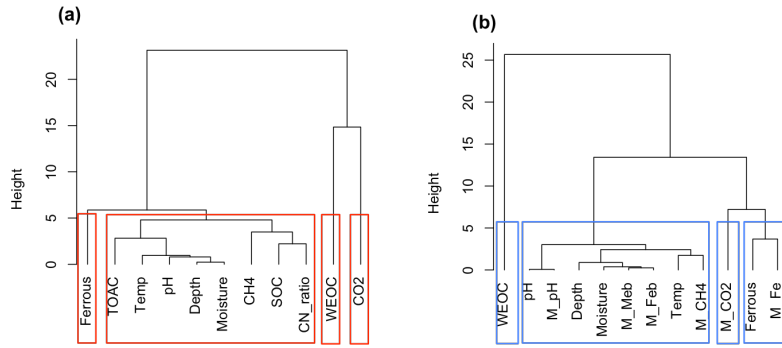 (a)
Height
0
5
10
15
20
Ferrous
TOAC
Temp
pH
Depth
Moisture
CH4
SOC
CN_ratio
WEOC
CO2
(b)
Height
0
5
10
15
20
25
WEOC
pH
M_pH
Depth
Moisture
M_Meb
M_Feb
Temp
M_CH4
M_CO2
Ferrous
M_Fe